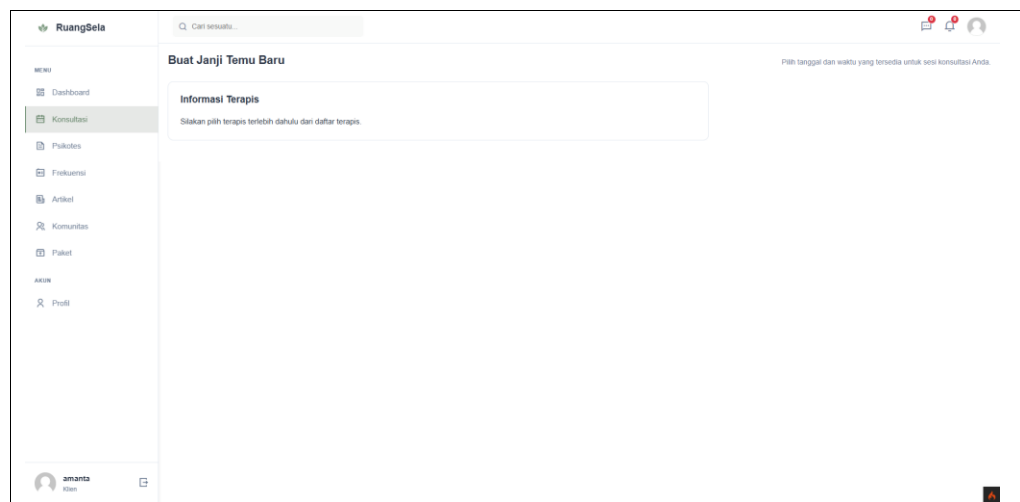 RuangSela
Cari sesuatu...
Buat Janji Temu Baru
Pilih tanggal dan waktu yang tersedia untuk sesi konsultasi Anda.
MENU
Dashboard
Konsultasi
Psikotes
Frekuensi
Artikel
Komunitas
Paket
AKUN
Profil
Informasi Terapis
Silakan pilih terapis terlebih dahulu dari daftar terapis.
amanta
Klien